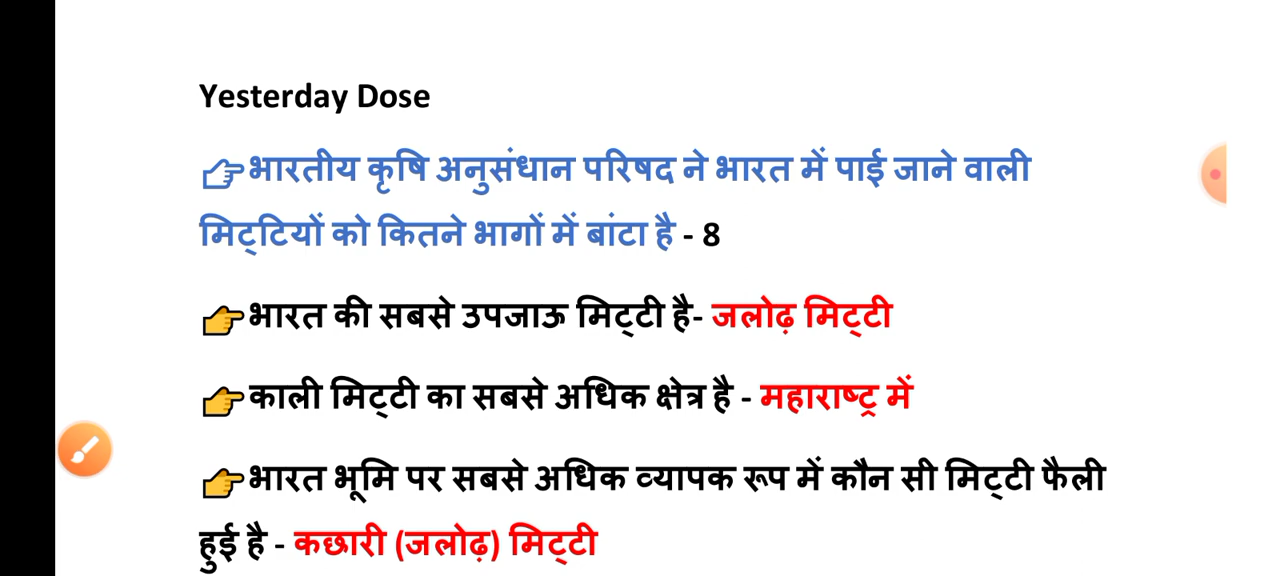 Yesterday Dose
👉भारतीय कृषि अनुसंधान परिषद ने भारत में पाई जाने वाली
मिट्टियों को कितने भागों में बांटा है - 8
👉भारत की सबसे उपजाऊ मिट्टी है- जलोढ़ मिट्टी
👉काली मिट्टी का सबसे अधिक क्षेत्र है - महाराष्ट्र में
👉भारत भूमि पर सबसे अधिक व्यापक रूप में कौन सी मिट्टी फैली
हुई है - कछारी (जलोढ़) मिट्टी